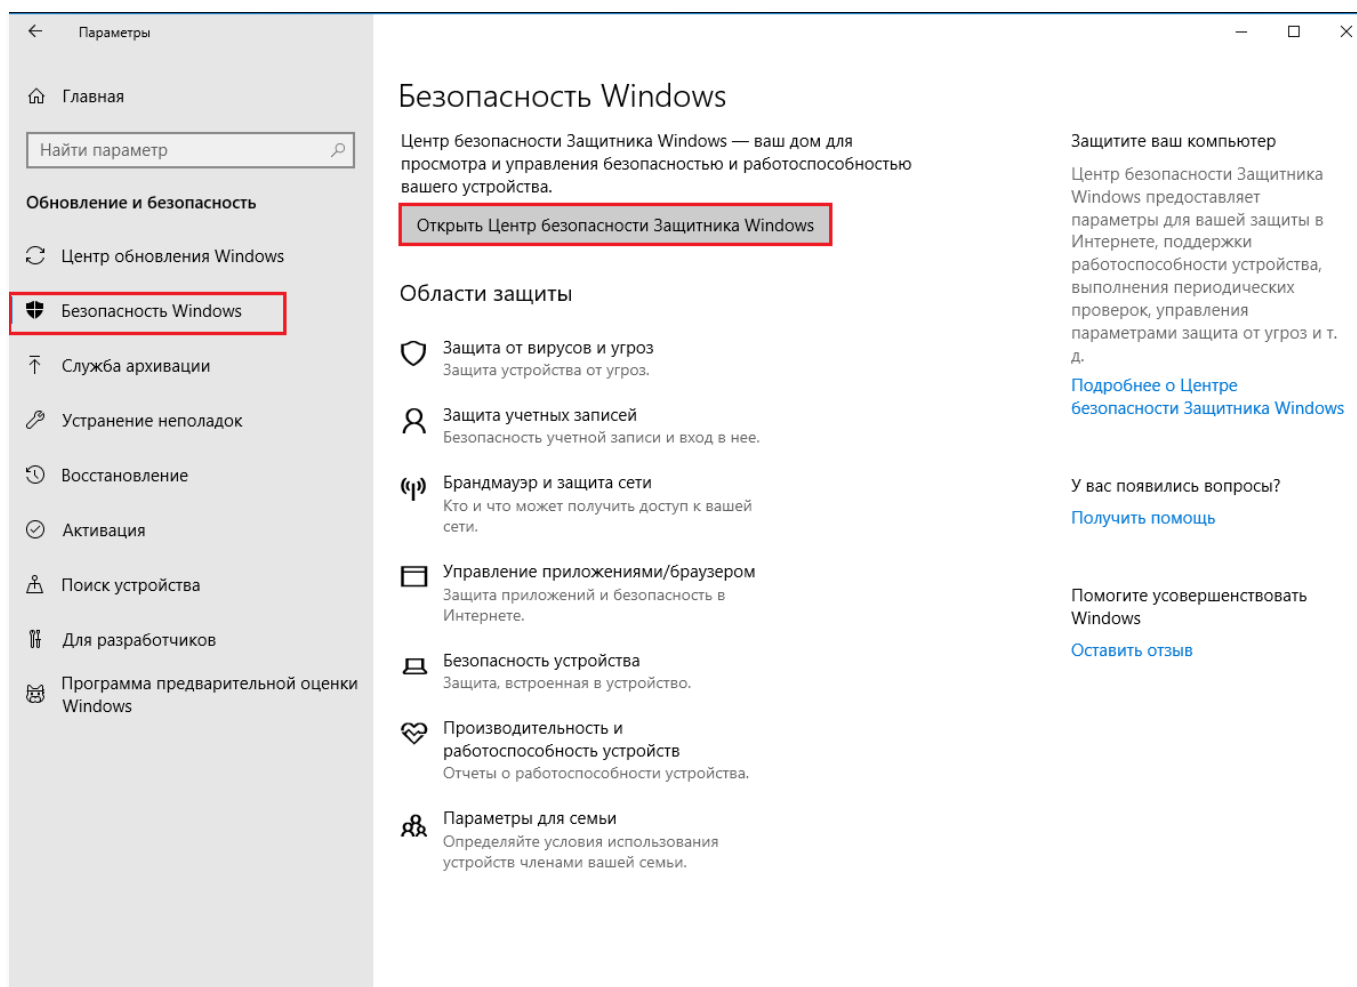 Параметры
Главная
Найти параметр
Обновление и безопасность
Центр обновления Windows
Безопасность Windows
Служба архивации
Устранение неполадок
Восстановление
Активация
Поиск устройства
Для разработчиков
Программа предварительной оценки
Windows
Безопасность Windows
Центр безопасности Защитника Windows — ваш дом для
просмотра и управления безопасностью и работоспособностью
вашего устройства.
Открыть Центр безопасности Защитника Windows
Области защиты
Защита от вирусов и угроз
Защита устройства от угроз.
Защита учетных записей
Безопасность учетной записи и вход в нее.
Брандмауэр и защита сети
Кто и что может получить доступ к вашей
сети.
Управление приложениями/браузером
Защита приложений и безопасность в
Интернете.
Безопасность устройства
Защита, встроенная в устройство.
Производительность и
работоспособность устройств
Отчеты о работоспособности устройства.
Параметры для семьи
Определяйте условия использования
устройств членами вашей семьи.
Защитите ваш компьютер
Центр безопасности Защитника
Windows предоставляет
параметры для вашей защиты в
Интернете, поддержки
работоспособности устройства,
выполнения периодических
проверок, управления
параметрами защита от угроз и т.
д.
Подробнее о Центре
безопасности Защитника Windows
У вас появились вопросы?
Получить помощь
Помогите усовершенствовать
Windows
Оставить отзыв